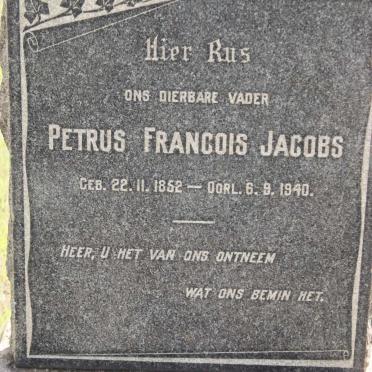 Hier Rus
ONS DIERBARE VADER
PETRUS FRANCOIS JACOBS
GEB. 22.11.1852 — OORL. 6.9.1940.
HEER, U HET VAN ONS ONTNEEM
WAT ONS BEMIN HET.